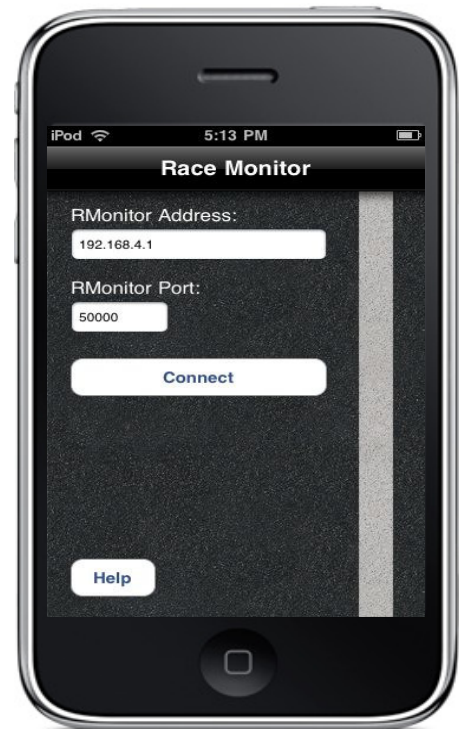 iPod 5:13 PM
Race Monitor
RMonitor Address:
192.168.4.1
RMonitor Port:
50000
Connect
Help